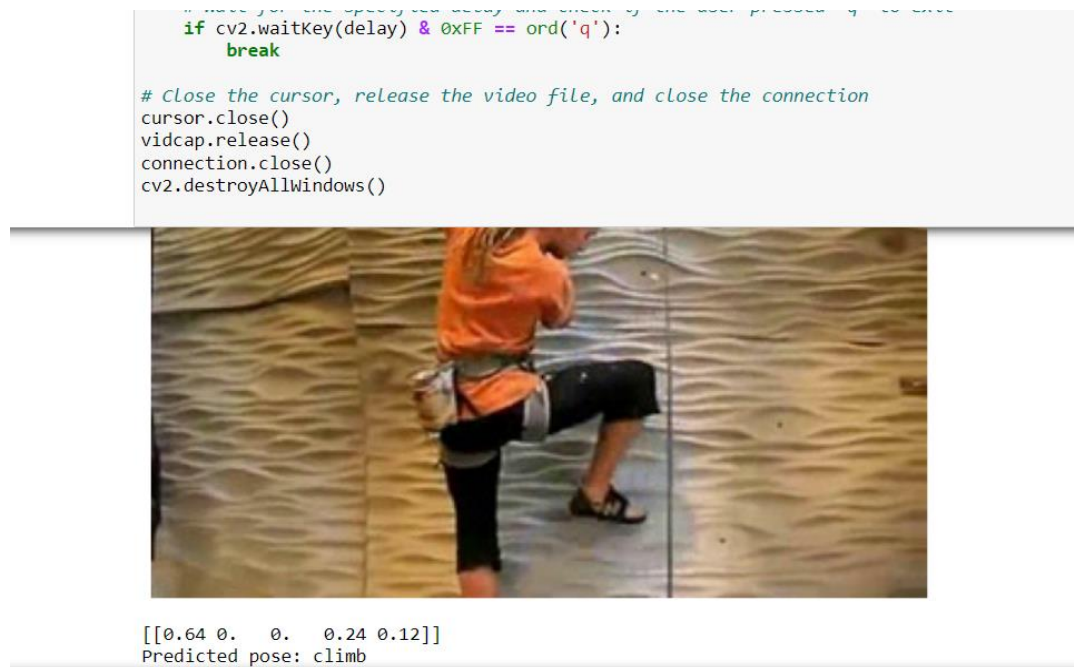 if cv2.waitKey(delay) & 0xFF == ord('q'):
break
# Close the cursor, release the video file, and close the connection
cursor.close()
vidcap.release()
connection.close()
cv2.destroyAllWindows()
[[0.64 0. 0. 0.24 0.12]]
Predicted pose: climb